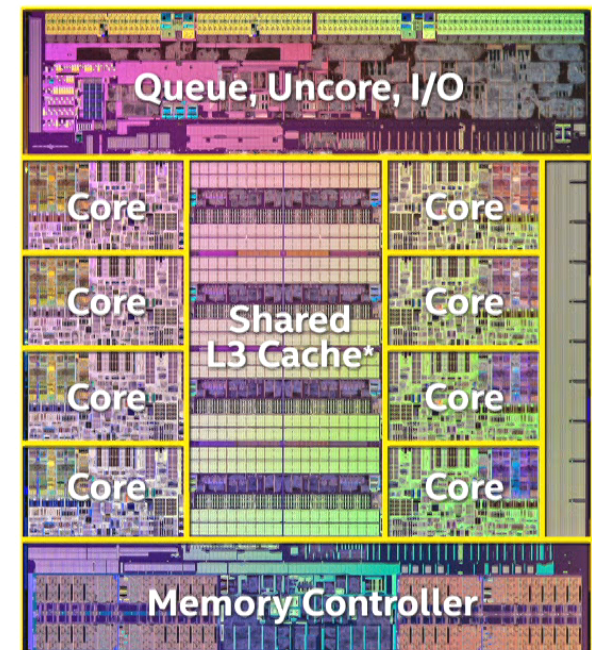 Queue, Uncore, I/O
Core
Core
Core
Core
Shared
L3 Cache*
Core
Core
Core
Core
Memory Controller